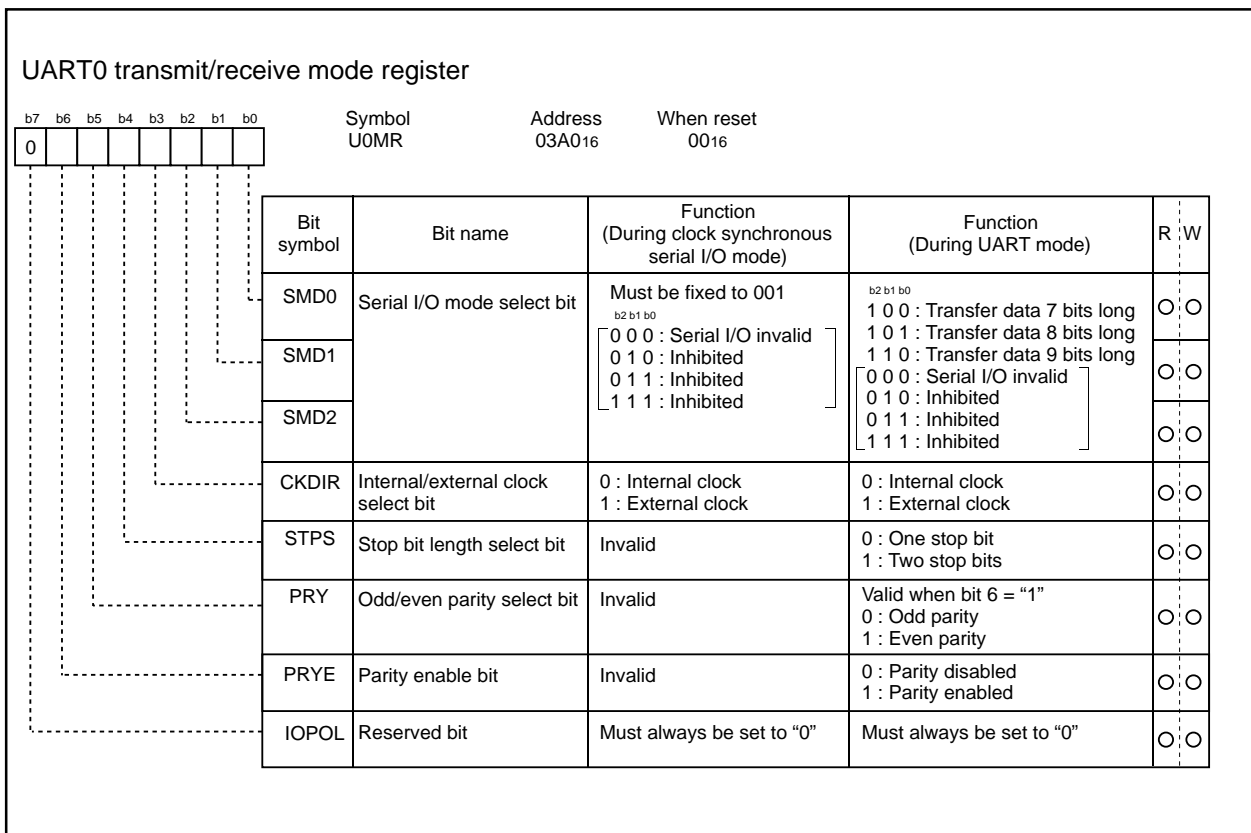 UART0 transmit/receive mode register
b7 b6 b5 b4 b3 b2 b1 b0
0
Symbol Address When reset
U0MR 03A016 0016
Bit symbol
Bit name
Function (During clock synchronous serial I/O mode)
Function (During UART mode)
R W
SMD0
SMD1
SMD2
Serial I/O mode select bit
Must be fixed to 001
b2 b1 b0
0 0 0 : Serial I/O invalid
0 1 0 : Inhibited
0 1 1 : Inhibited
1 1 1 : Inhibited
b2 b1 b0
1 0 0 : Transfer data 7 bits long
1 0 1 : Transfer data 8 bits long
1 1 0 : Transfer data 9 bits long
0 0 0 : Serial I/O invalid
0 1 0 : Inhibited
0 1 1 : Inhibited
1 1 1 : Inhibited
CKDIR
Internal/external clock
select bit
0 : Internal clock
1 : External clock
0 : Internal clock
1 : External clock
STPS
Stop bit length select bit
Invalid
0 : One stop bit
1 : Two stop bits
PRY
Odd/even parity select bit
Invalid
Valid when bit 6 = “1”
0 : Odd parity
1 : Even parity
PRYE
Parity enable bit
Invalid
0 : Parity disabled
1 : Parity enabled
IOPOL
Reserved bit
Must always be set to “0”
Must always be set to “0”